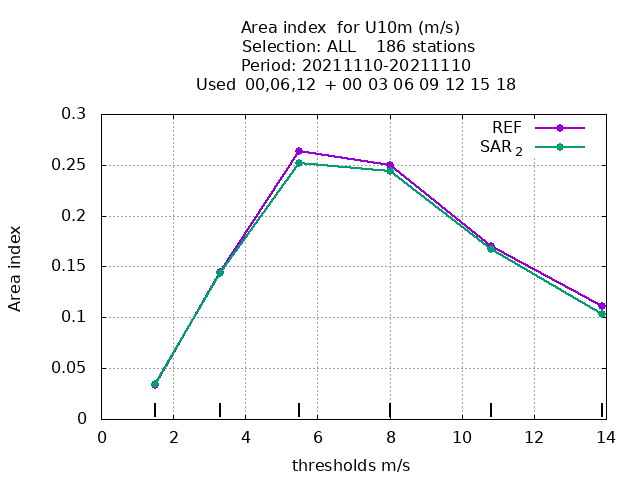 Area index  for U10m (m/s)
Selection: ALL    186 stations
Period: 20211110-20211110
Used  00,06,12  + 00 03 06 09 12 15 18
REF
SAR 2
0.3
0.25
0.2
0.15
0.1
0.05
0
Area index
0 2 4 6 8 10 12 14
thresholds m/s